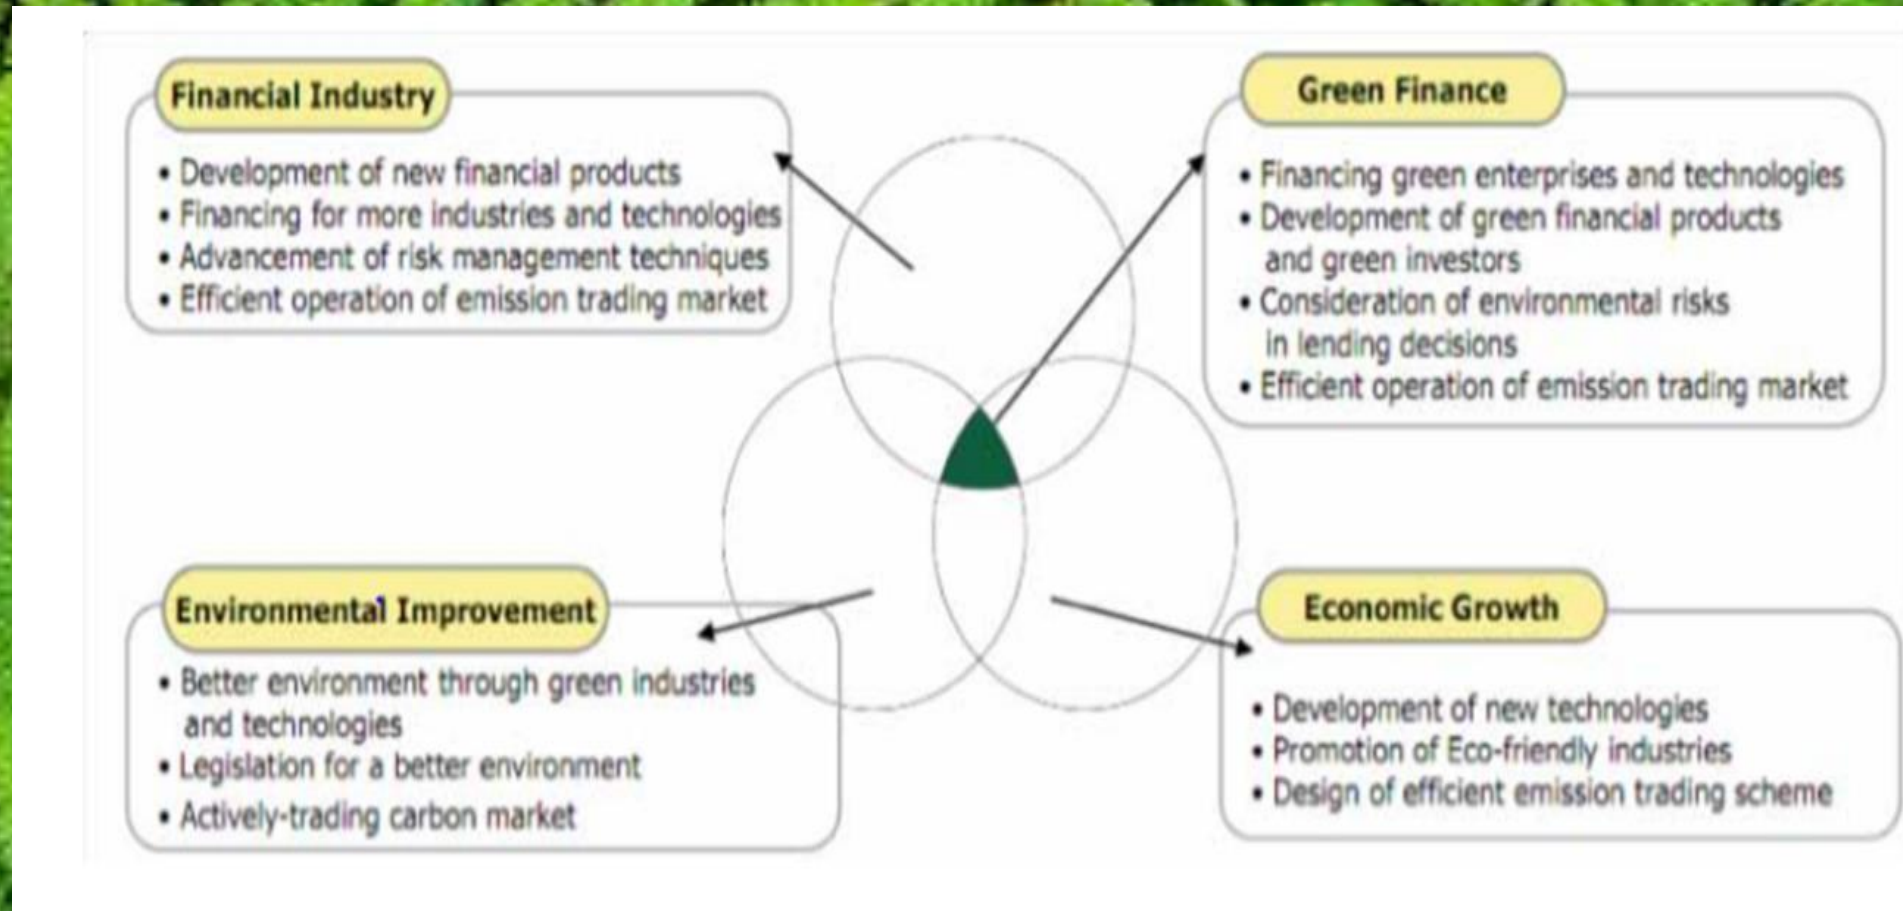 Financial Industry
• Development of new financial products
• Financing for more industries and technologies
• Advancement of risk management techniques
• Efficient operation of emission trading market
Green Finance
• Financing green enterprises and technologies
• Development of green financial products
and green investors
• Consideration of environmental risks
in lending decisions
• Efficient operation of emission trading market
Environmental Improvement
• Better environment through green industries
and technologies
• Legislation for a better environment
• Actively-trading carbon market
Economic Growth
• Development of new technologies
• Promotion of Eco-friendly industries
• Design of efficient emission trading scheme